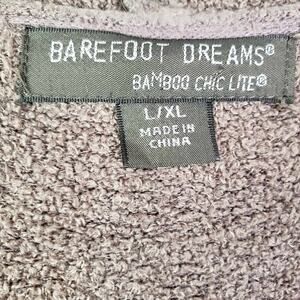 BAREFOOT DREAMS®
BAMBOO CHIC LITE®
L/XL
MADE IN
CHINA